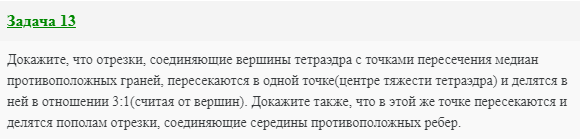 Задача 13
Докажите, что отрезки, соединяющие вершины тетраэдра с точками пересечения медиан
противоположных граней, пересекаются в одной точке(центре тяжести тетраэдра) и делятся в
ней в отношении 3:1(считая от вершин). Докажите также, что в этой же точке пересекаются и
делятся пополам отрезки, соединяющие середины противоположных ребер.